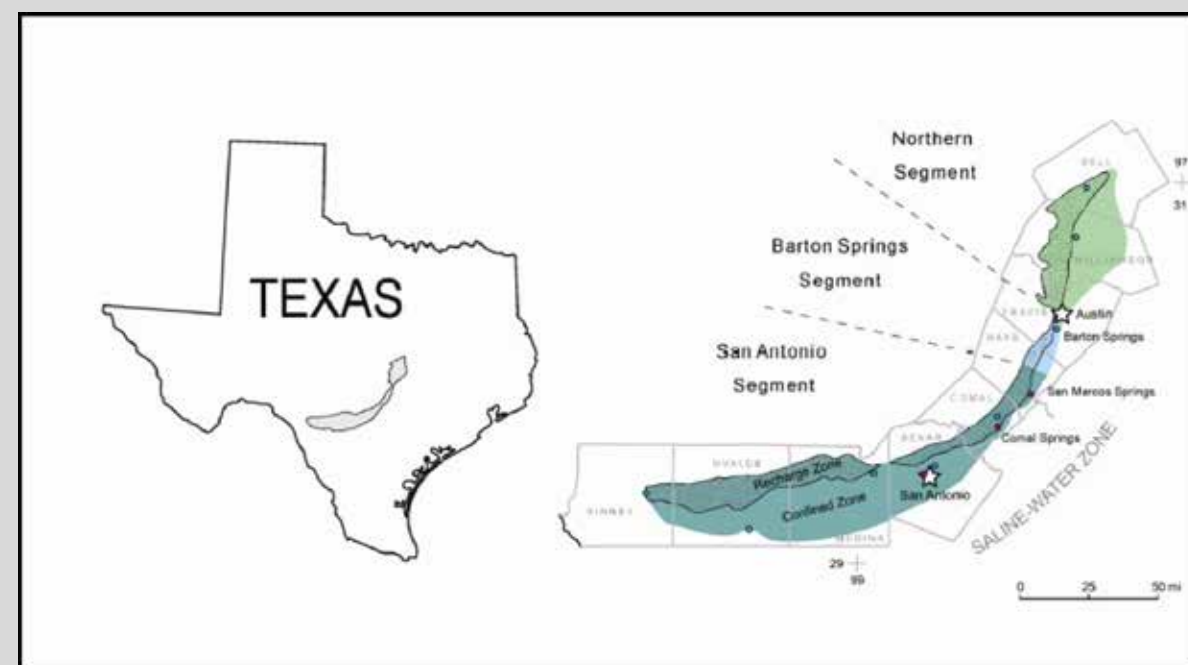 TEXAS
Northern
Segment
Barton Springs
Segment
San Antonio
Segment
BELL
97
31
WILLIAMSON
TRAVIS
Austin
Barton Springs
HAYS
San Marcos Springs
COMAL
Comal Springs
BEXAR
San Antonio
UVALDE
Recharge Zone
Confined Zone
KINNEY
MEDINA
SALINE-WATER ZONE
29
99
0 25 50 mi